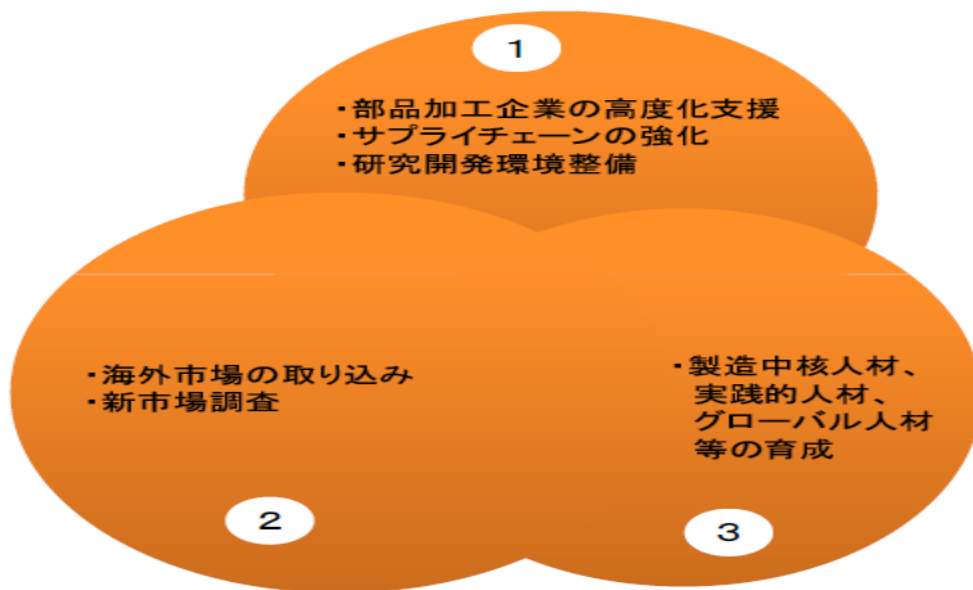 1
・部品加工企業の高度化支援
・サプライチェーンの強化
・研究開発環境整備
・海外市場の取り込み
・新市場調査
2
・製造中核人材、
実践的人材、
グローバル人材
等の育成
3